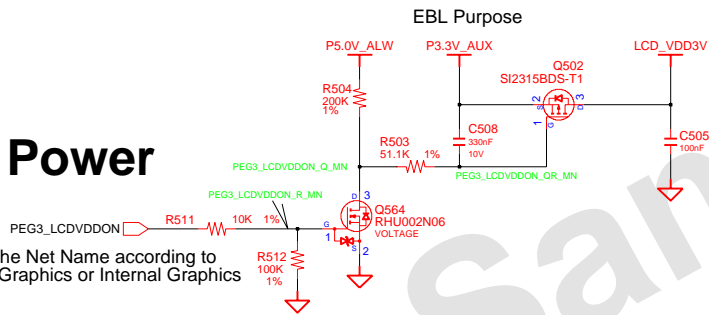 EBL Purpose
P5.0V_ALW
P3.3V_AUX
LCD_VDD3V
Q502
SI2315BDS-T1
R504
200K
1%
2
S
3
D
1
G
C508
330nF
10V
C505
100nF
R503
51.1K 1%
Power
PEG3_LCDVDDON_Q_MN
PEG3_LCDVDDON_QR_MN
PEG3_LCDVDDON_R_MN
D 3
Q564
RHU002N06
VOLTAGE
G
1
S
2
PEG3_LCDVDDON
R511
10K 1%
R512
100K
1%
he Net Name according to
Graphics or Internal Graphics
San